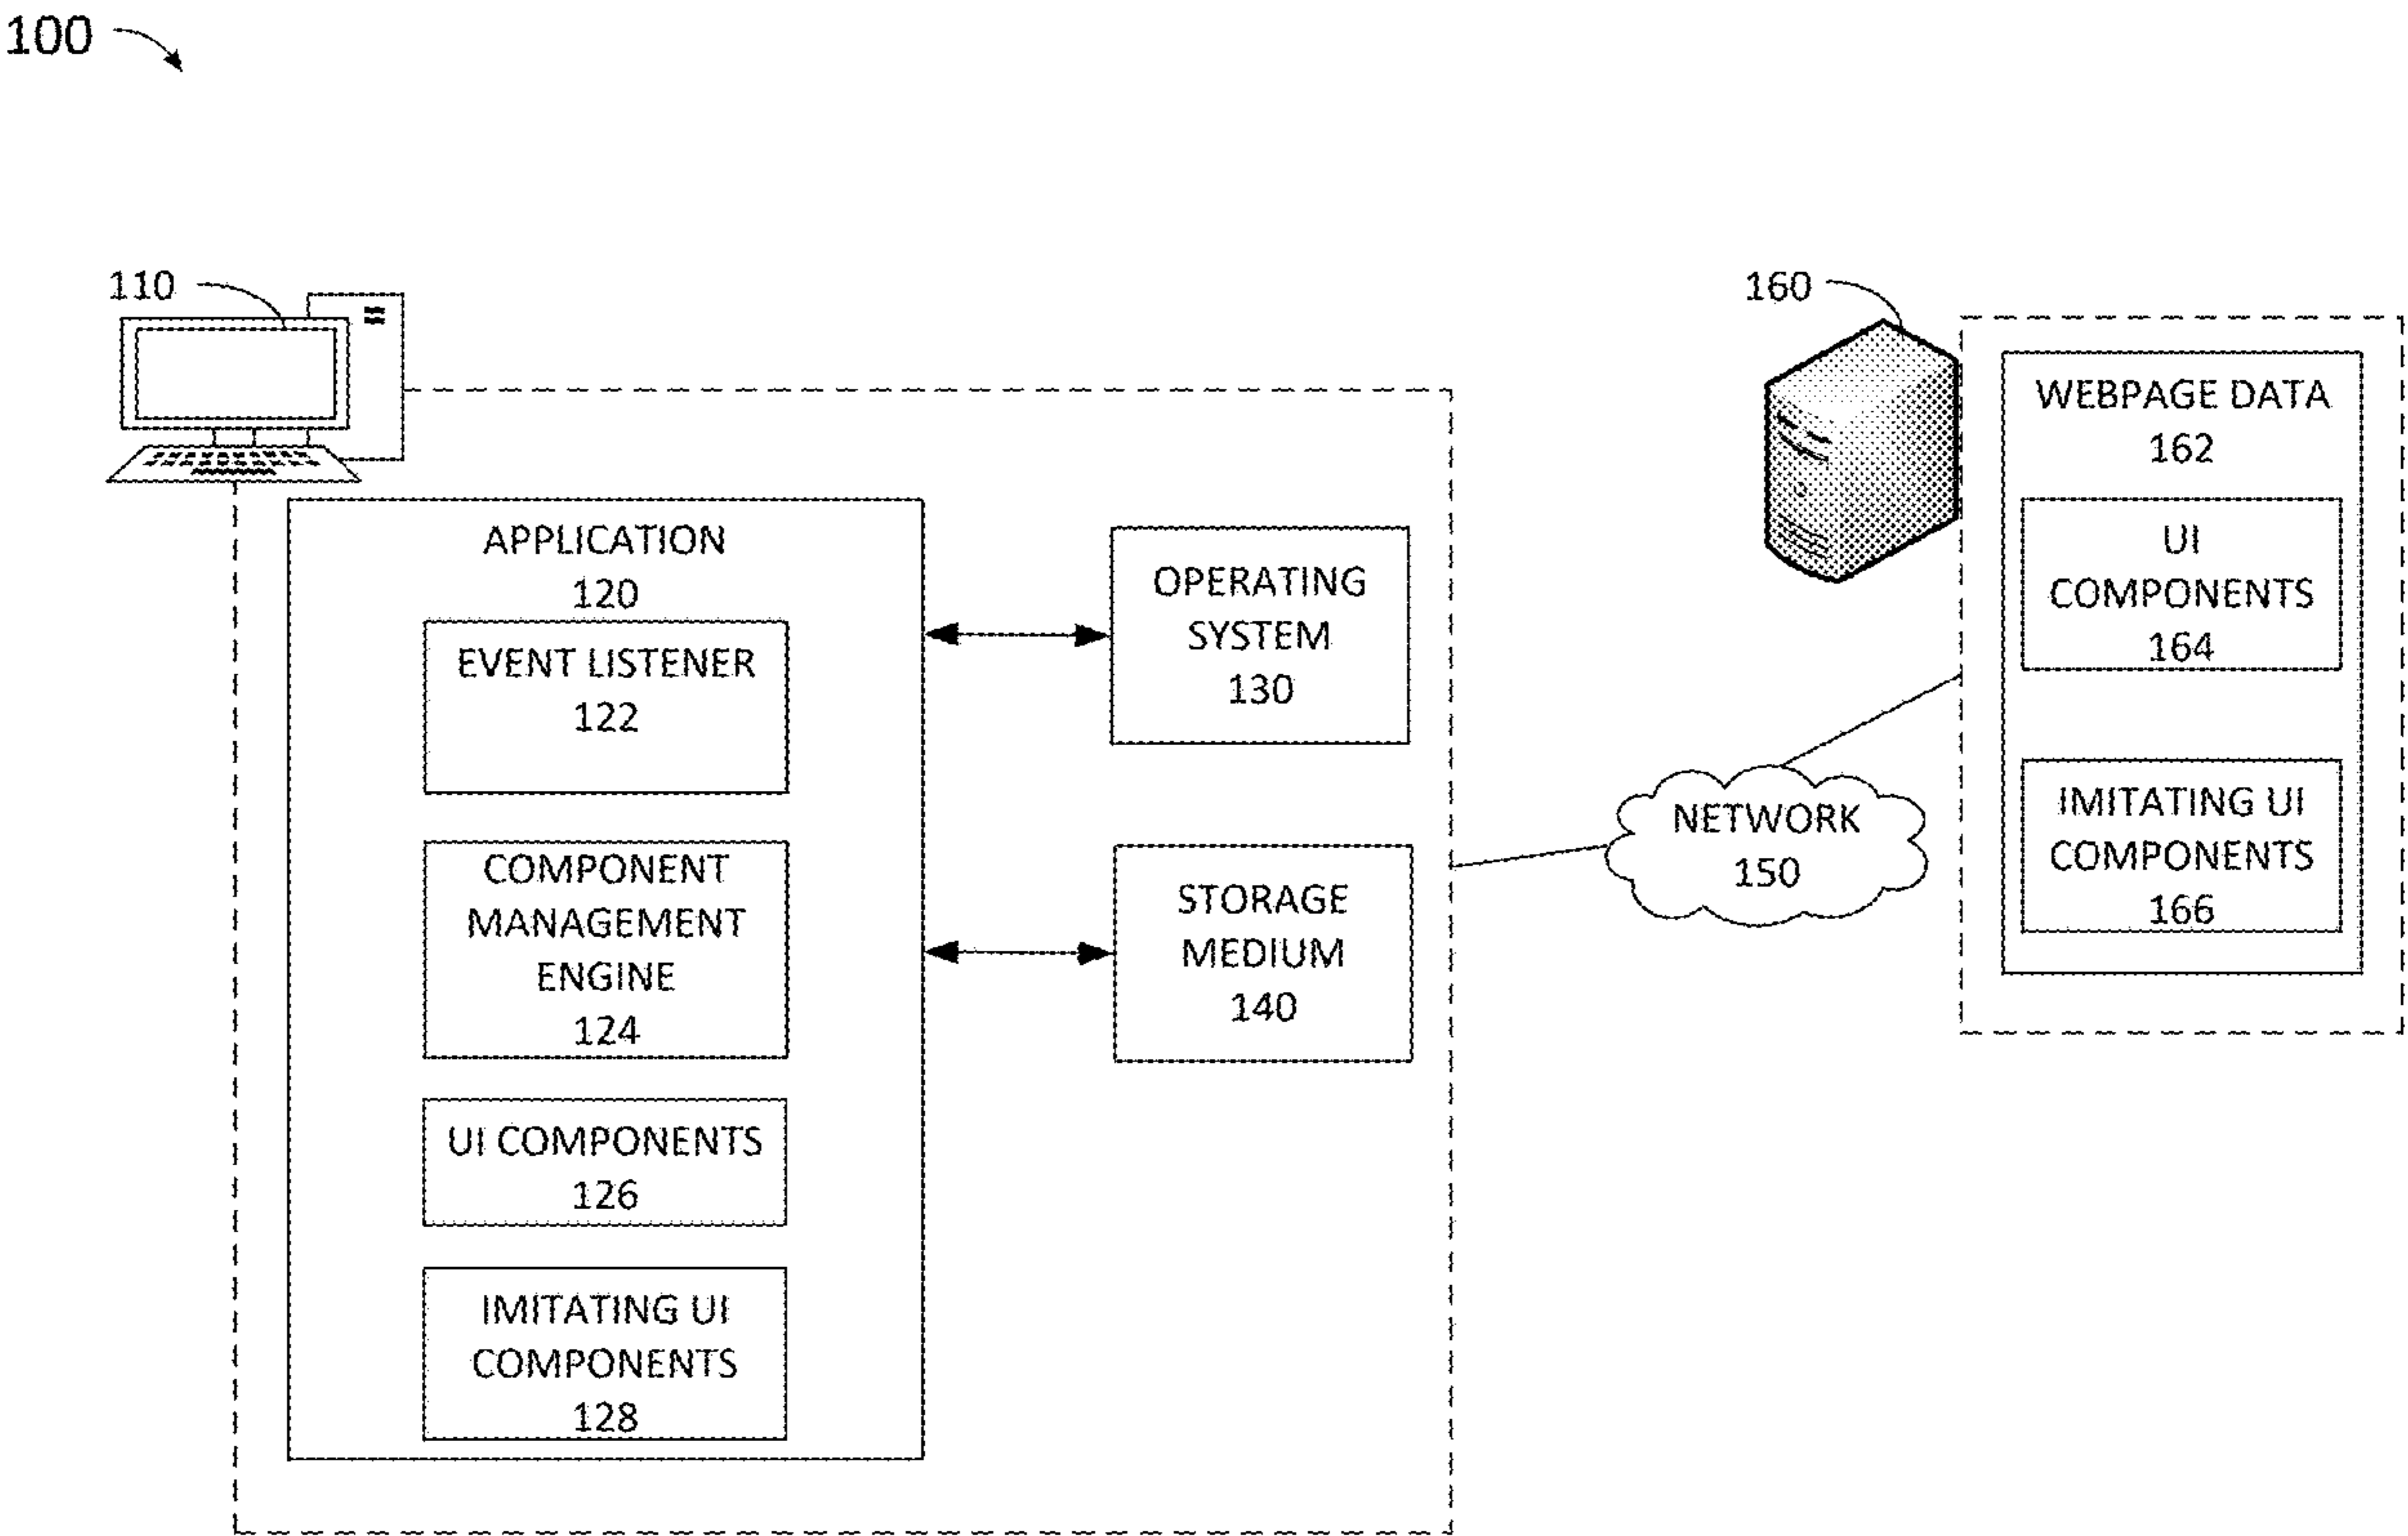 100
110
160
WEBPAGE DATA
162
UI
COMPONENTS
164
IMITATING UI
COMPONENTS
166
APPLICATION
120
EVENT LISTENER
122
COMPONENT
MANAGEMENT
ENGINE
124
UI COMPONENTS
126
IMITATING UI
COMPONENTS
128
OPERATING
SYSTEM
130
STORAGE
MEDIUM
140
NETWORK
150